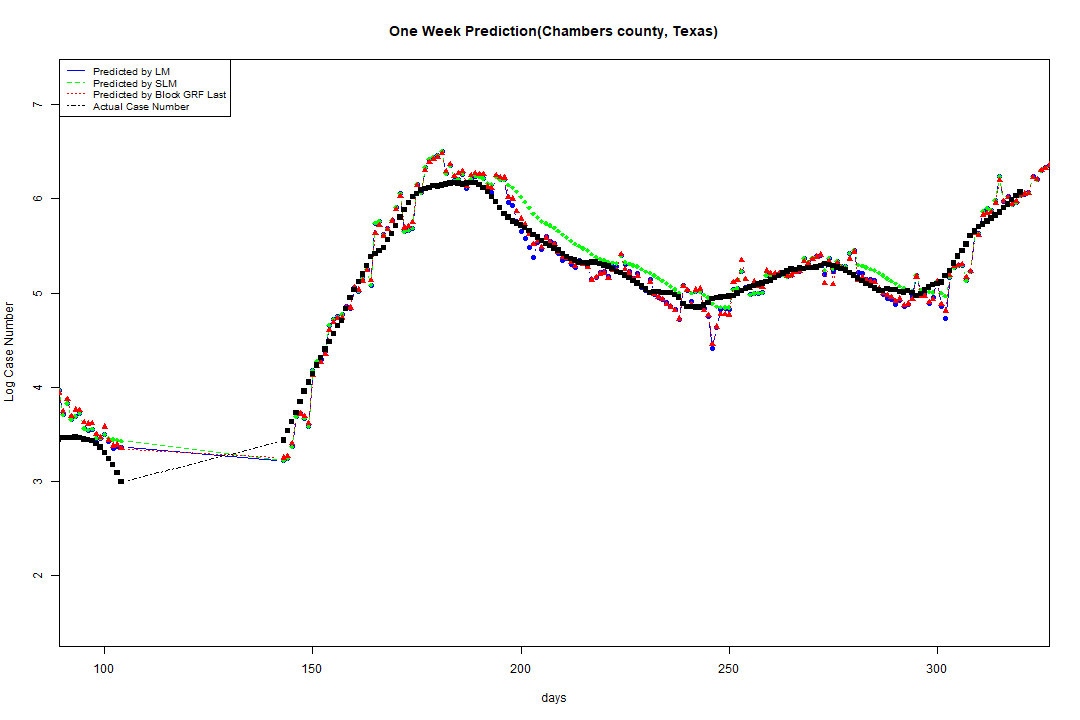 One Week Prediction(Chambers county, Texas)
Predicted by LM
Predicted by SLM
Predicted by Block GRF Last
Actual Case Number
7
6
5
4
3
2
Log Case Number
100 150 200 250 300
days